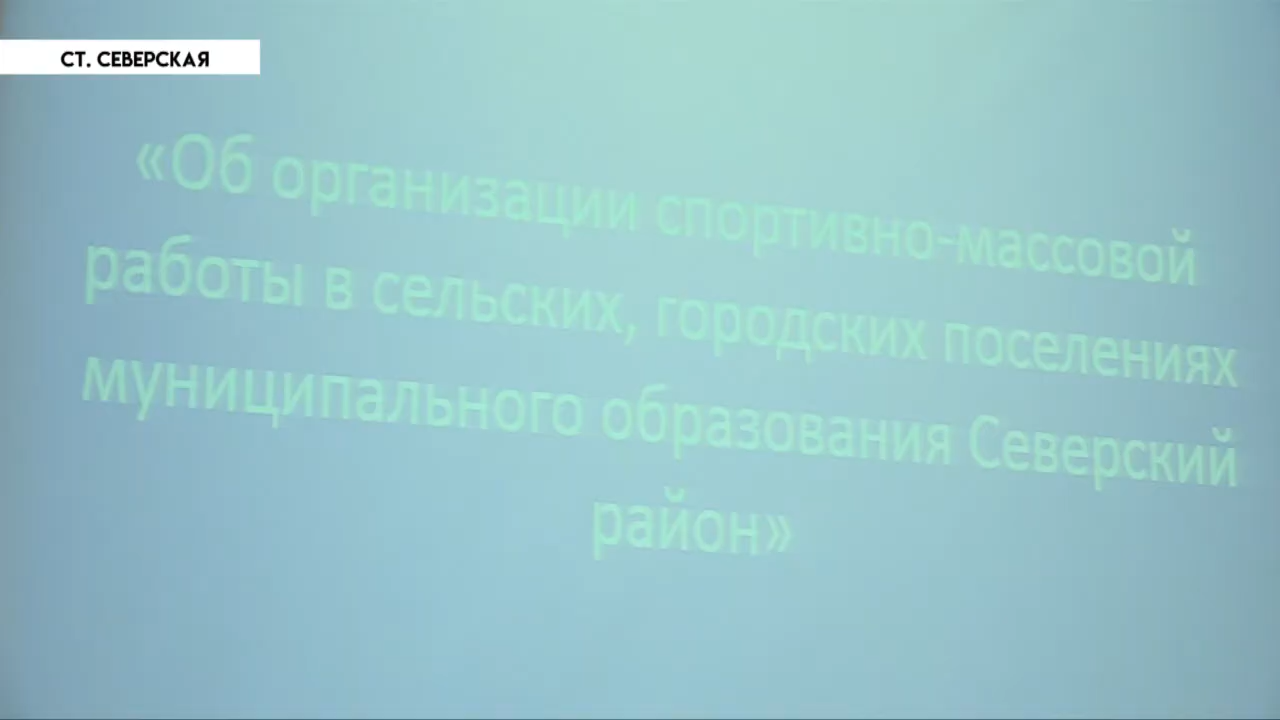 СТ. СЕВЕРСКАЯ
«Об организации спортивно-массовой
работы в сельских, городских поселениях
муниципального образования Северский
район»